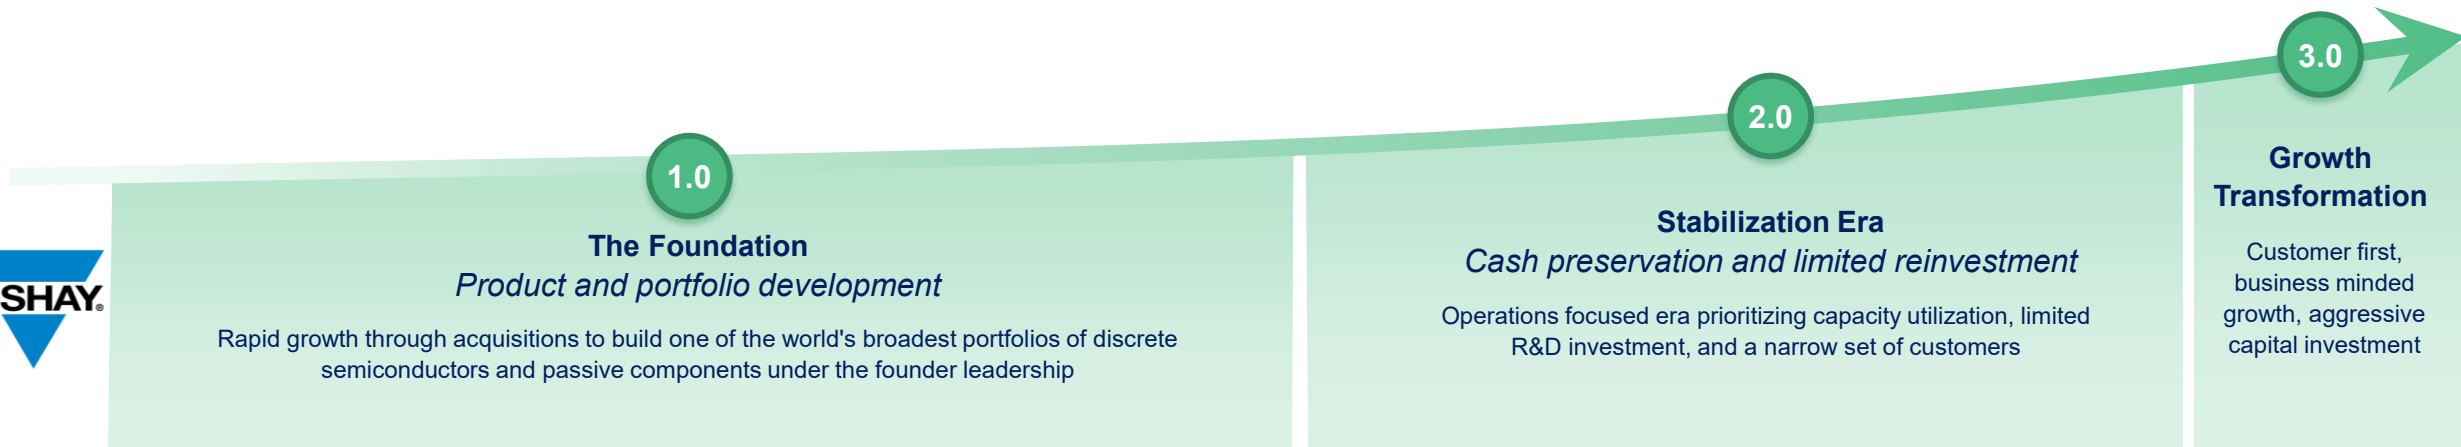 1.0
2.0
3.0
SHAY®
The Foundation
Product and portfolio development
Rapid growth through acquisitions to build one of the world's broadest portfolios of discrete
semiconductors and passive components under the founder leadership
Stabilization Era
Cash preservation and limited reinvestment
Operations focused era prioritizing capacity utilization, limited
R&D investment, and a narrow set of customers
Growth
Transformation
Customer first,
business minded
growth, aggressive
capital investment